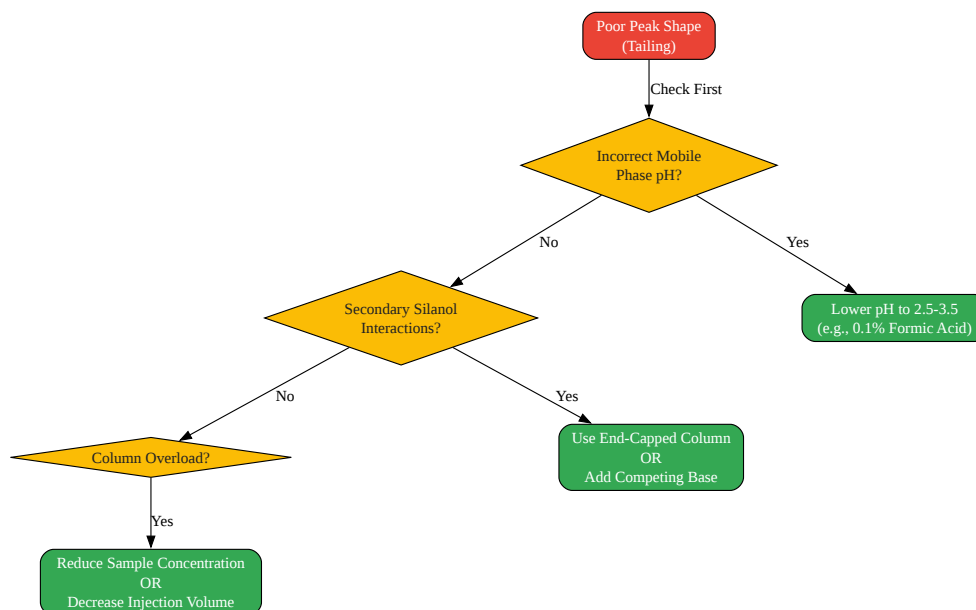 Poor Peak Shape
(Tailing)
Check First
Incorrect Mobile
Phase pH?
No
Yes
Secondary Silanol
Interactions?
Lower pH to 2.5-3.5
(e.g., 0.1% Formic Acid)
No
Yes
Column Overload?
Use End-Capped Column
OR
Add Competing Base
Yes
Reduce Sample Concentration
OR
Decrease Injection Volume